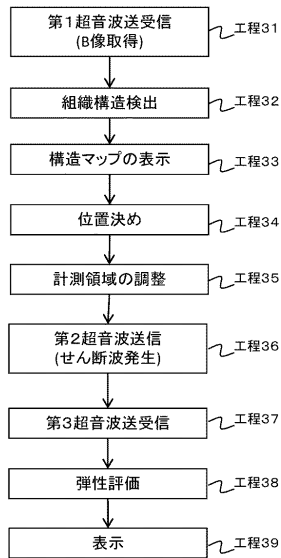 第1超音波送受信
(B像取得)
工程31
組織構造検出
工程32
構造マップの表示
工程33
位置決め
工程34
計測領域の調整
工程35
第2超音波送信
(せん断波発生)
工程36
第3超音波送受信
工程37
弾性評価
工程38
表示
工程39